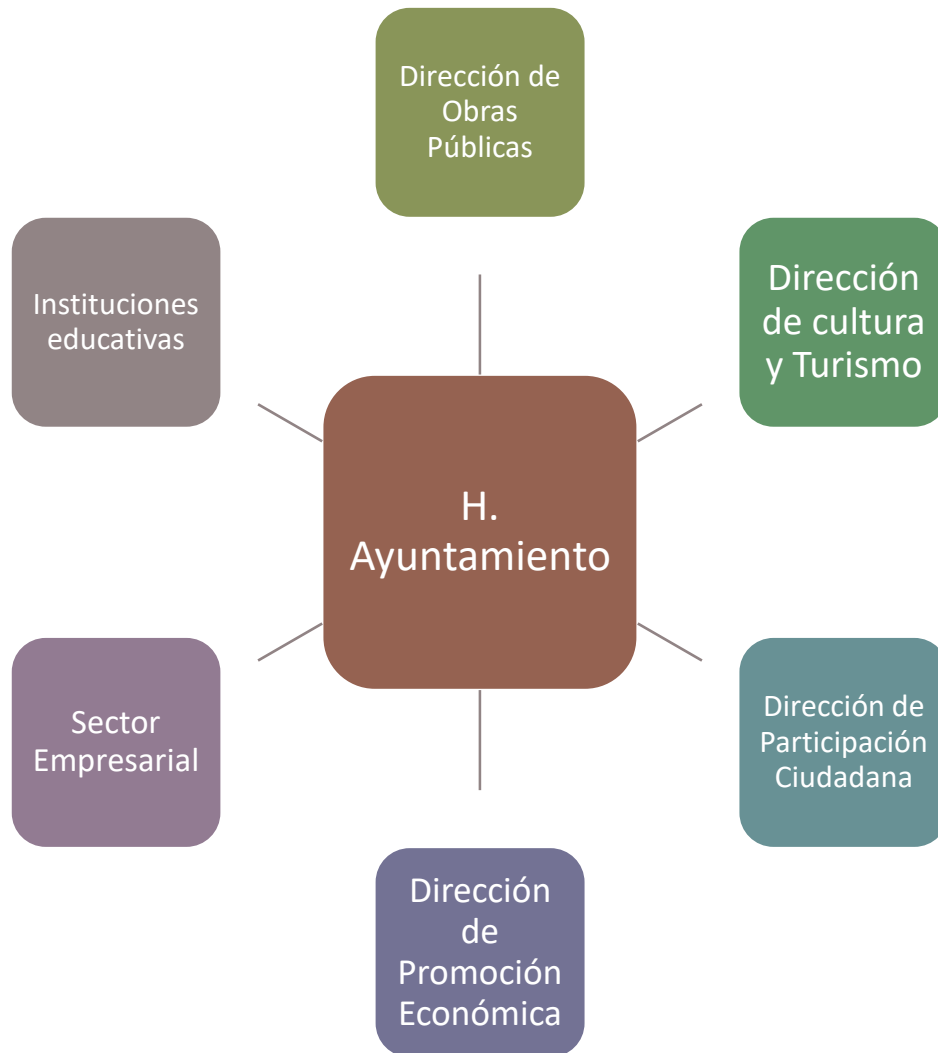 Dirección de
Obras
Públicas
Instituciones
educativas
Dirección
de cultura
y Turismo
H.
Ayuntamiento
Sector
Empresarial
Dirección de
Participación
Ciudadana
Dirección
de
Promoción
Económica